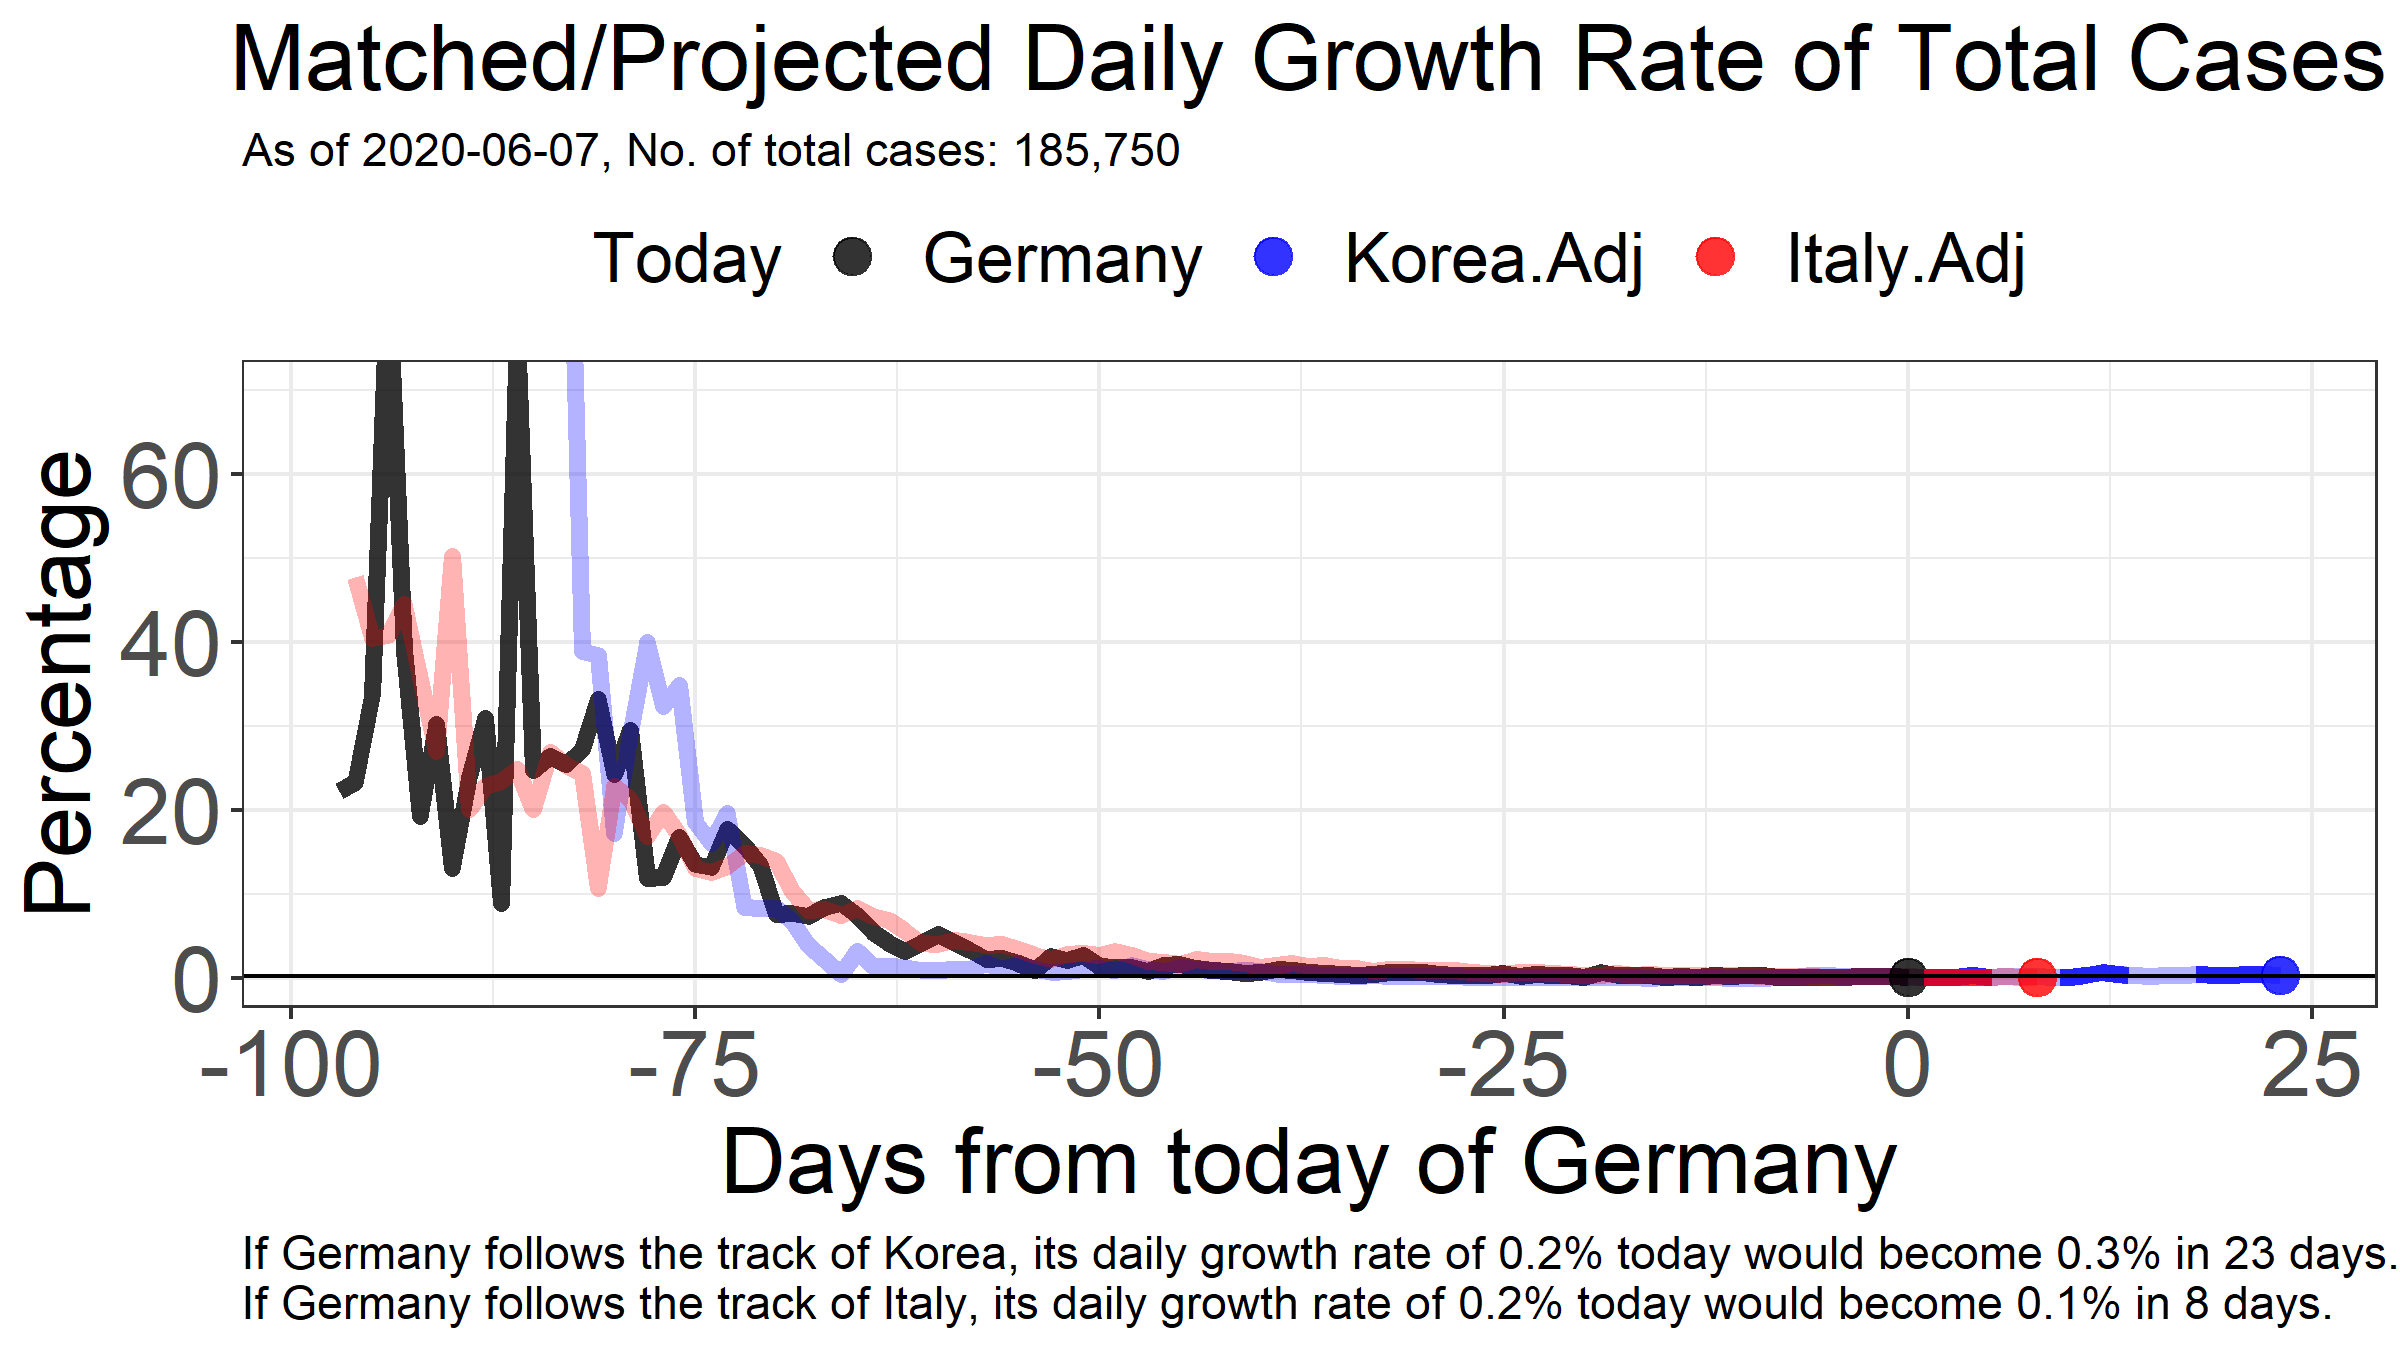 Matched/Projected Daily Growth Rate of Total Cases
As of 2020-06-07, No. of total cases: 185,750
Today Germany Korea.Adj Italy.Adj
Percentage
60
40
20
0
-100 -75 -50 -25 0 25
Days from today of Germany
If Germany follows the track of Korea, its daily growth rate of 0.2% today would become 0.3% in 23 days.
If Germany follows the track of Italy, its daily growth rate of 0.2% today would become 0.1% in 8 days.